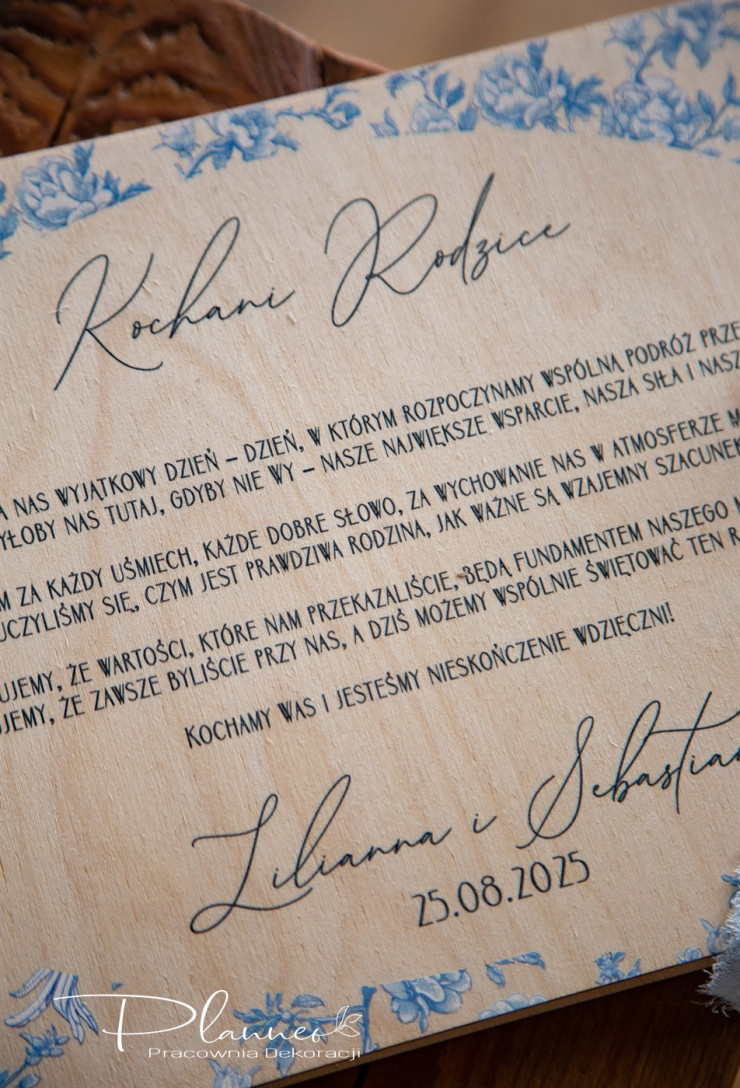 Kochani Rodzice
A NAS WYJĄTKOWY DZIEŃ – DZIEŃ, W KTÓRYM ROZPOCZYNAMY WSPÓLNĄ PODRÓŻ PRZE
YŁOBY NAS TUTAJ, GDYBY NIE WY – NASZE NAJWIĘKSZE WSPARCIE, NASZA SIŁA I NASZ
M ZA KAŻDY UŚMIECH, KAŻDE DOBRE SŁOWO, ZA WYCHOWANIE NAS W ATMOSFERZE M
UCZYLIŚMY SIĘ, CZYM JEST PRAWDZIWA RODZINA, JAK WAŻNE SĄ WZAJEMNY SZACUNEK
UJEMY, ŻE WARTOŚCI, KTÓRE NAM PRZEKAZALIŚCIE, BĘDĄ FUNDAMENTEM NASZEGO
UJEMY, ŻE ZAWSZE BYLIŚCIE PRZY NAS, A DZIŚ MOŻEMY WSPÓLNIE ŚWIĘTOWAĆ TEN
KOCHAMY WAS I JESTEŚMY NIESKOŃCZENIE WDZIĘCZNI!
Lilianna i Sebastian
25.08.2025
Planneo
Pracownia Dekoracji